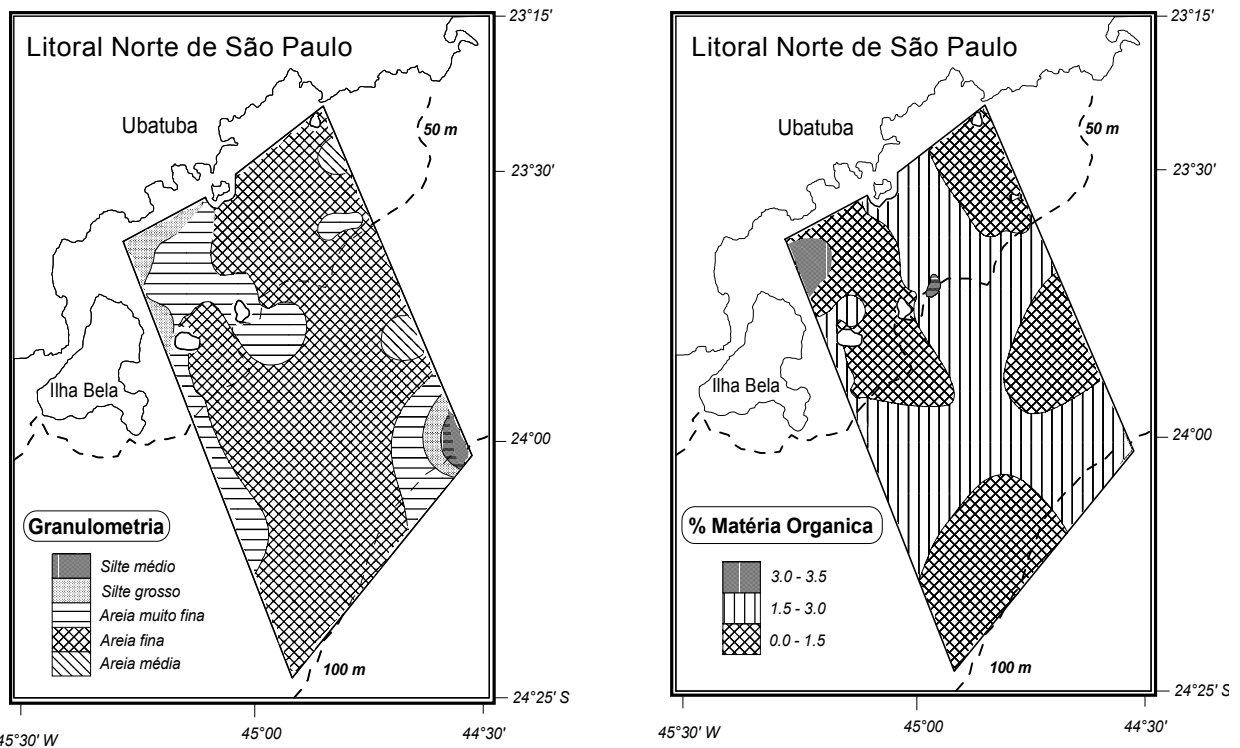 Litoral Norte de São Paulo
Ubatuba
50 m
Ilha Bela
Granulometria
Silte médio
Silte grosso
Areia muito fina
Areia fina
Areia média
100 m
23°15'
23°30'
24°00'
24°25' S
45°30' W
45°00'
44°30'
Litoral Norte de São Paulo
Ubatuba
50 m
Ilha Bela
% Matéria Organica
3.0 - 3.5
1.5 - 3.0
0.0 - 1.5
100 m
23°15'
23°30'
24°00'
24°25' S
45°30' W
45°00'
44°30'